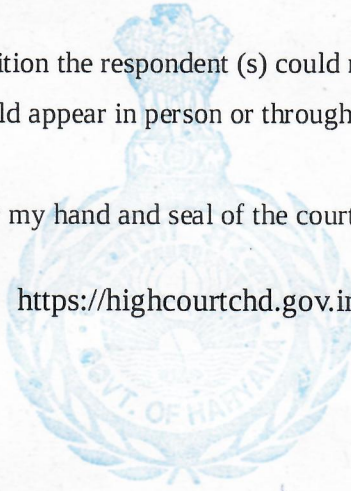 ition the respondent (s) could
ld appear in person or through
my hand and seal of the court
https://highcourtchd.gov.in
GOVT. OF HARYANA